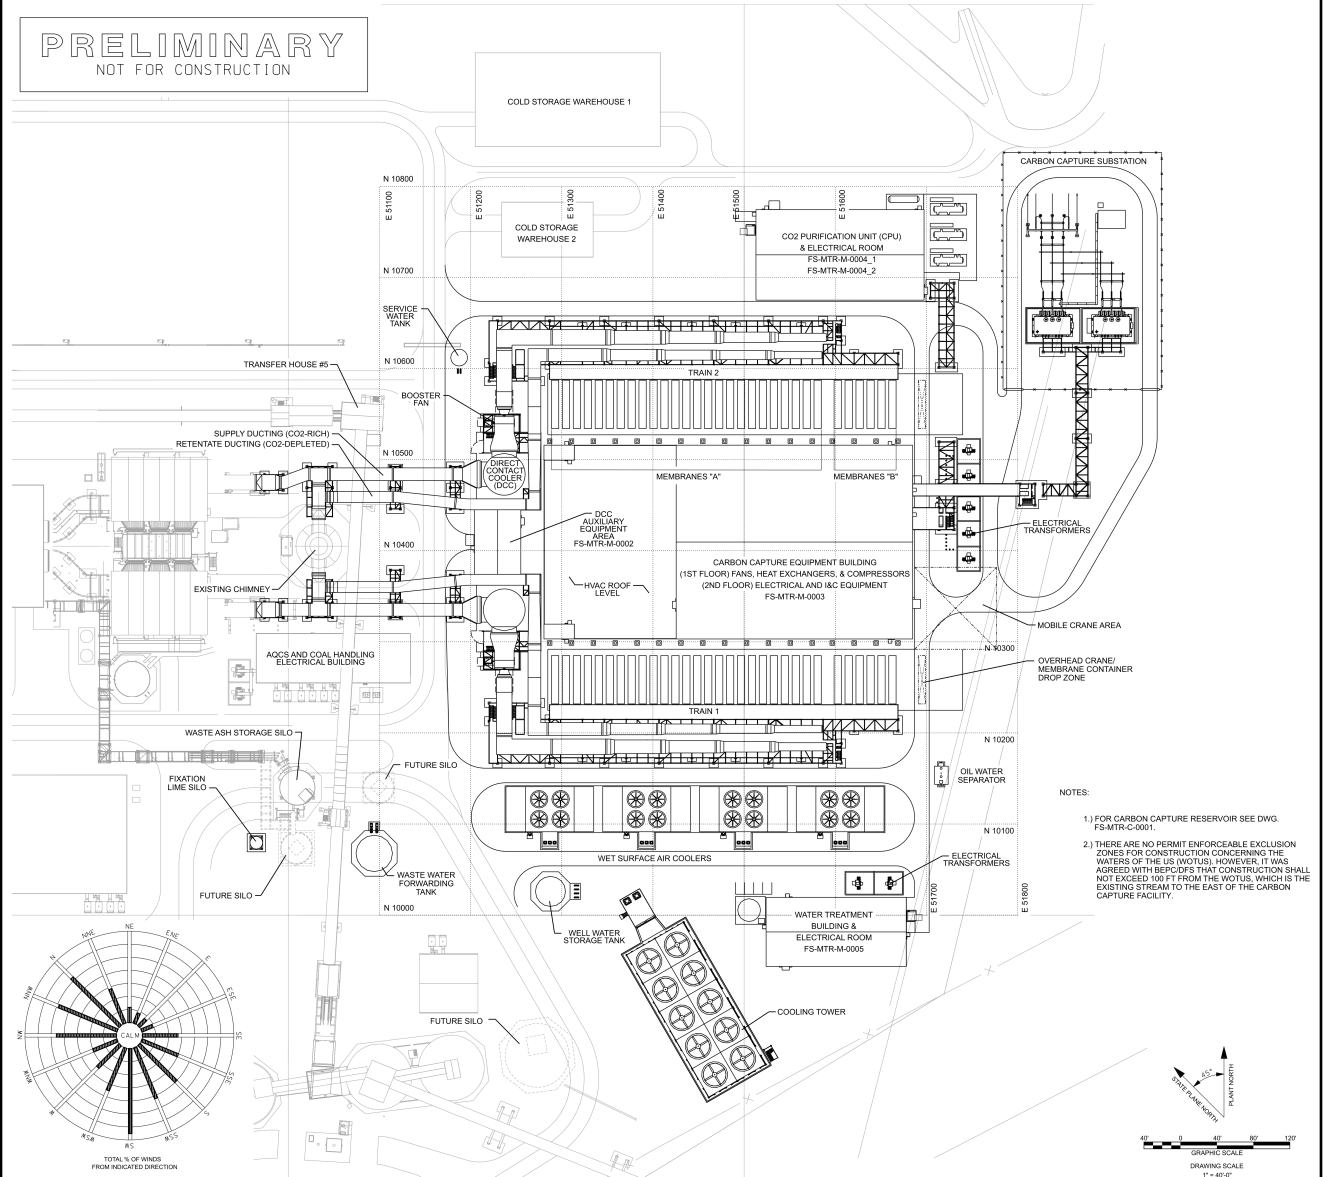 PRELIMINARY
NOT FOR CONSTRUCTION
COLD STORAGE WAREHOUSE 1
CARBON CAPTURE SUBSTATION
N 10800
E 51100
E 51200
E 51300
E 51400
E 51500
E 51600
COLD STORAGE
WAREHOUSE 2
CO2 PURIFICATION UNIT (CPU)
& ELECTRICAL ROOM
FS-MTR-M-0004_1
FS-MTR-M-0004_2
N 10700
SERVICE
WATER
TANK
N 10600
TRANSFER HOUSE #5
TRAIN 2
BOOSTER
FAN
SUPPLY DUCTING (CO2-RICH)
RETENTATE DUCTING (CO2-DEPLETED)
N 10500
DIRECT
CONTACT
COOLER
(DCC)
MEMBRANES "A"
MEMBRANES "B"
DCC
AUXILIARY
EQUIPMENT
AREA
FS-MTR-M-0002
ELECTRICAL
TRANSFORMERS
N 10400
CARBON CAPTURE EQUIPMENT BUILDING
(1ST FLOOR) FANS, HEAT EXCHANGERS, & COMPRESSORS
(2ND FLOOR) ELECTRICAL AND I&C EQUIPMENT
FS-MTR-M-0003
HVAC ROOF
LEVEL
EXISTING CHIMNEY
MOBILE CRANE AREA
AQCS AND COAL HANDLING
ELECTRICAL BUILDING
N 10300
OVERHEAD CRANE/
MEMBRANE CONTAINER
DROP ZONE
TRAIN 1
WASTE ASH STORAGE SILO
N 10200
FUTURE SILO
OIL WATER
SEPARATOR
FIXATION
LIME SILO
NOTES:
1.) FOR CARBON CAPTURE RESERVOIR SEE DWG.
FS-MTR-C-0001.
2.) THERE ARE NO PERMIT ENFORCEABLE EXCLUSION
ZONES FOR CONSTRUCTION CONCERNING THE
WATERS OF THE US (WOTUS). HOWEVER, IT WAS
AGREED WITH BEPC/DFS THAT CONSTRUCTION SHALL
NOT EXCEED 100 FT FROM THE WOTUS, WHICH IS THE
EXISTING STREAM TO THE EAST OF THE CARBON
CAPTURE FACILITY.
N 10100
WET SURFACE AIR COOLERS
ELECTRICAL
TRANSFORMERS
WASTE WATER
FORWARDING
TANK
FUTURE SILO
E 51700
E 51800
N 10000
WATER TREATMENT
BUILDING &
ELECTRICAL ROOM
FS-MTR-M-0005
WELL WATER
STORAGE TANK
COOLING TOWER
FUTURE SILO
NE
ENE
E
ESE
SE
SSE
S
SSW
SW
WSW
W
WNW
NW
NNW
N
NNE
CALM
TOTAL % OF WINDS
FROM INDICATED DIRECTION
45°
STATE PLANE NORTH
PLANT NORTH
40' 0 40' 80' 120'
GRAPHIC SCALE
DRAWING SCALE
1" = 40'-0"